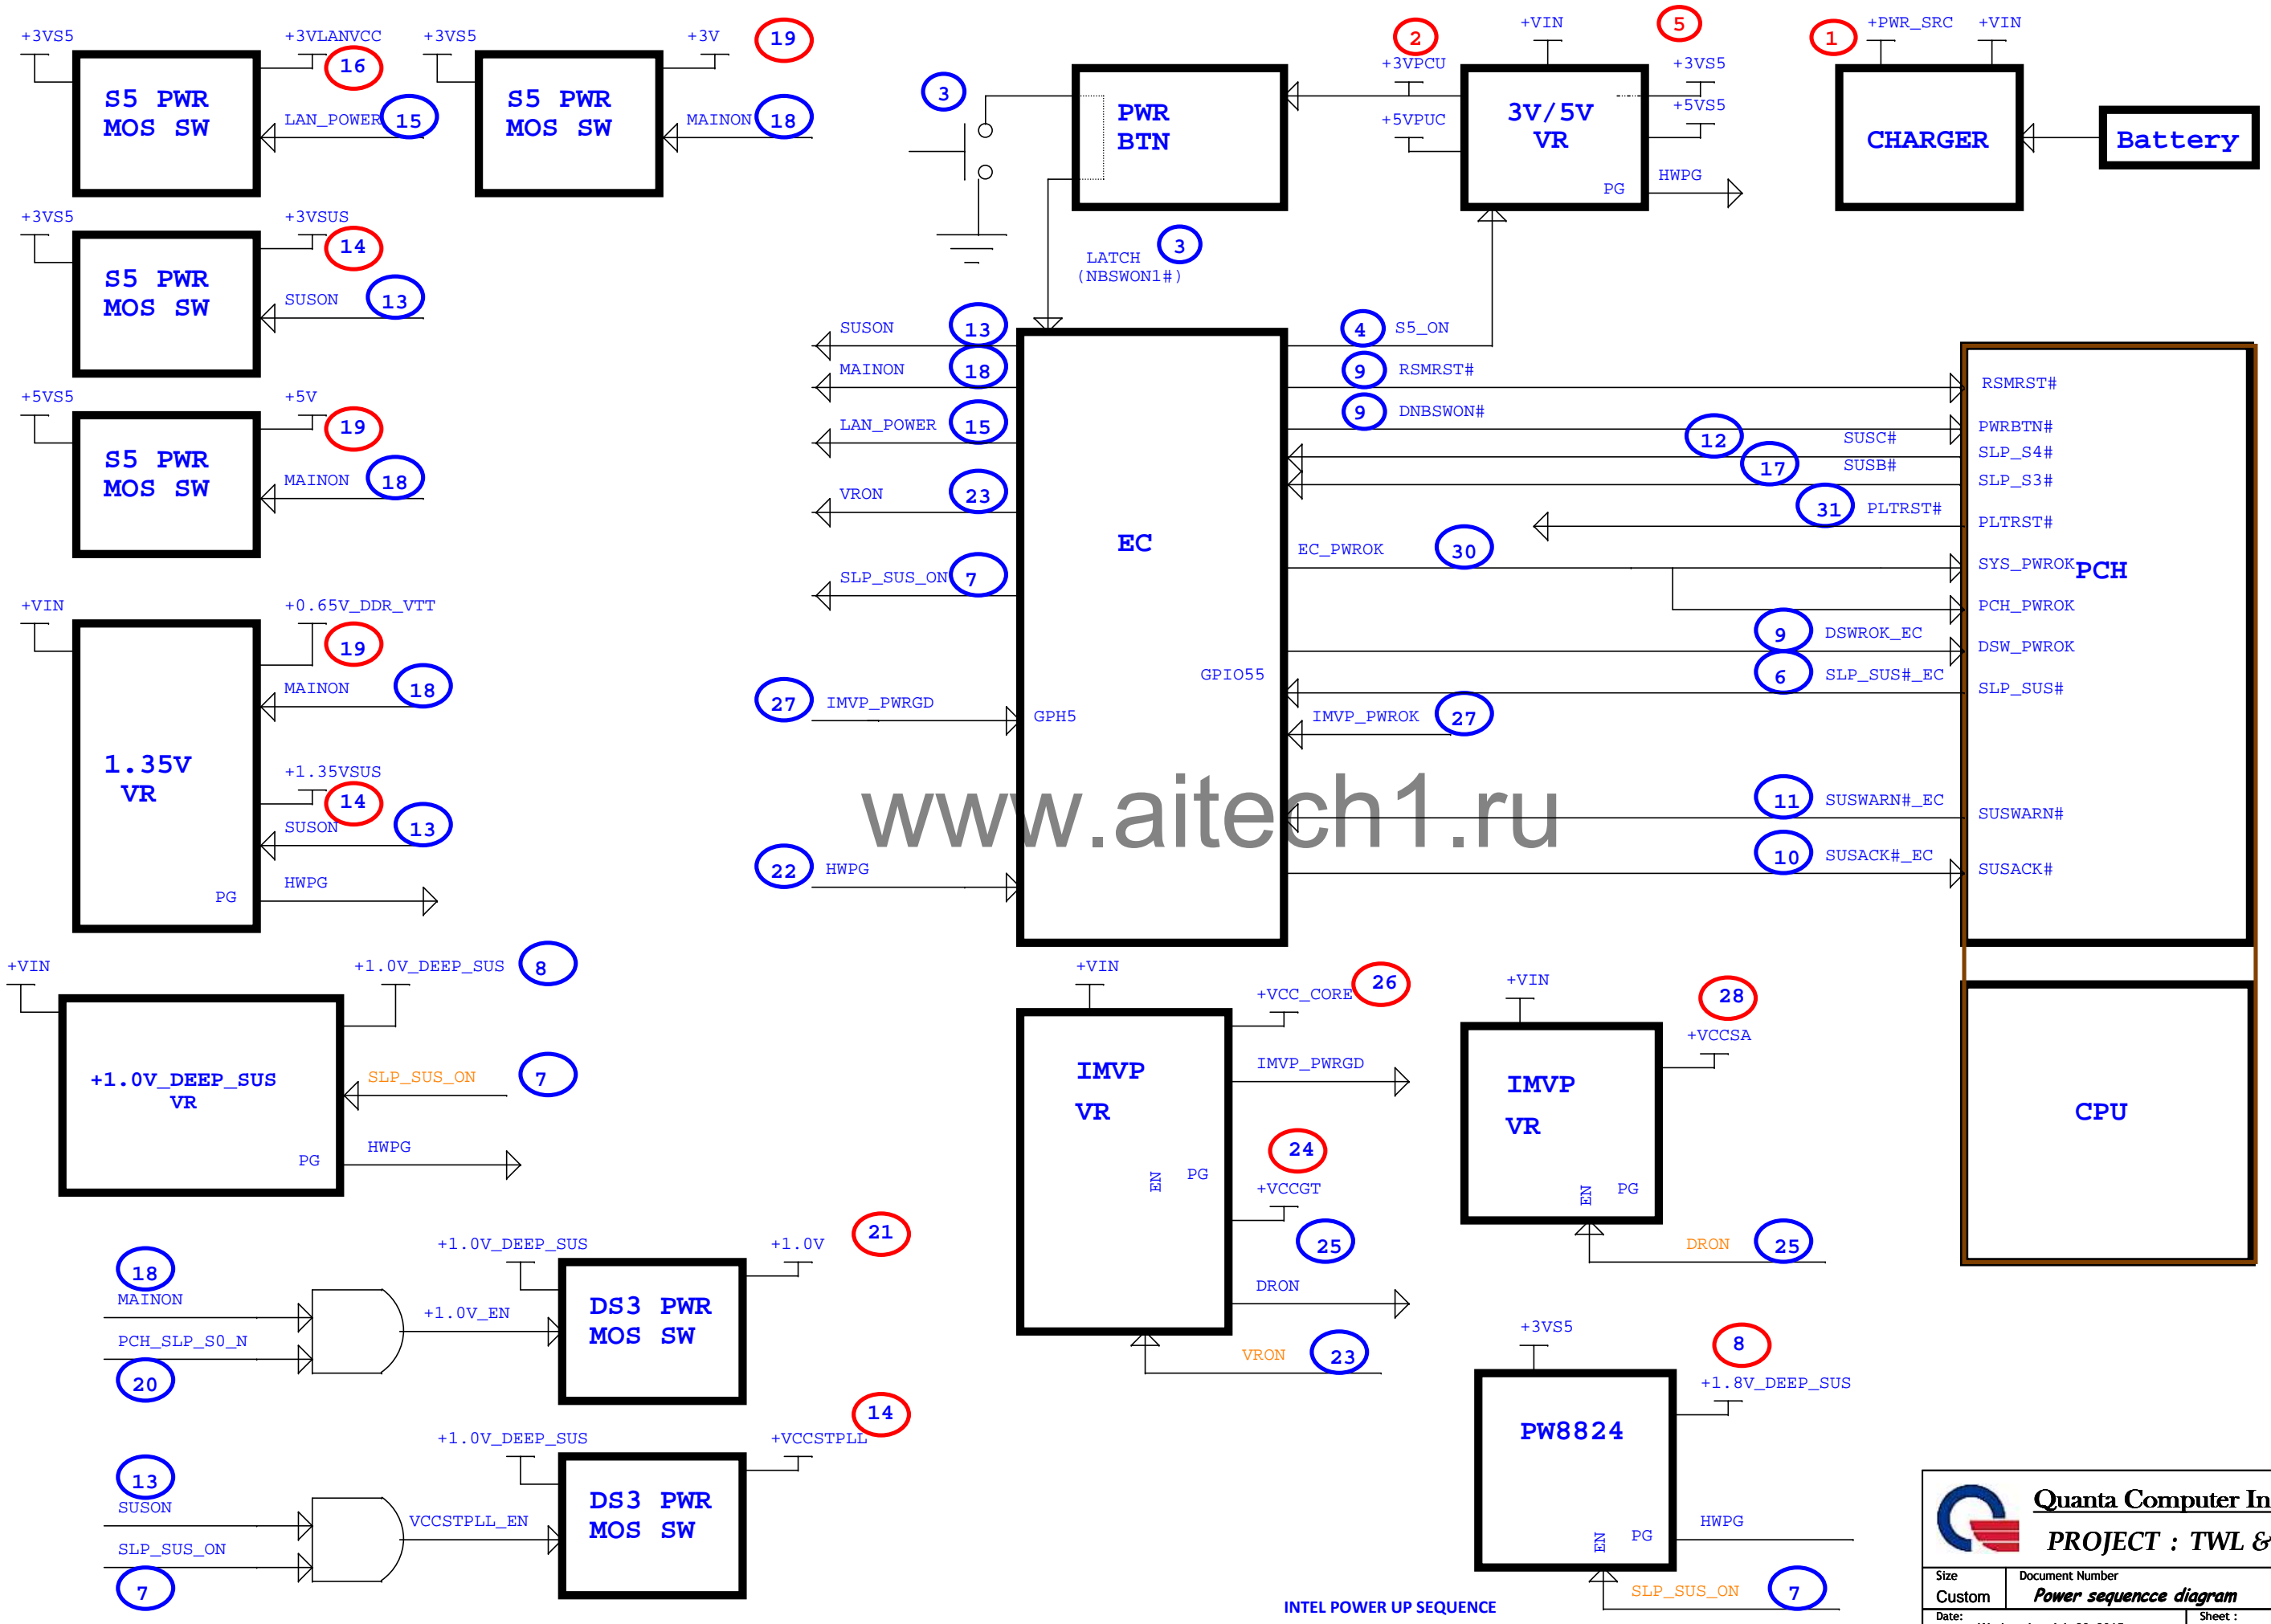 +3VS5
+3VLANVCC
16
S5 PWR
MOS SW
LAN_POWER
15
+3VS5
+3V
19
S5 PWR
MOS SW
MAINON
18
3
PWR
BTN
LATCH
(NBSWON1#)
3
2
+3VPCU
+5VPUC
+VIN
5
+3VS5
+5VS5
3V/5V
VR
PG
HWPG
1
+PWR_SRC
+VIN
CHARGER
Battery
+3VS5
+3VSUS
14
S5 PWR
MOS SW
SUSON
13
+5VS5
+5V
19
S5 PWR
MOS SW
MAINON
18
+VIN
+0.65V_DDR_VTT
19
MAINON
18
1.35V
VR
+1.35VSUS
14
SUSON
13
PG
HWPG
SUSON
13
MAINON
18
LAN_POWER
15
VRON
23
SLP_SUS_ON
7
27
IMVP_PWRGD
GPH5
22
HWPG
EC
GPIO55
4
S5_ON
9
RSMRST#
9
DNBSWON#
12
SUSC#
17
SUSB#
31
PLTRST#
EC_PWROK
30
9
DSWROK_EC
6
SLP_SUS#_EC
IMVP_PWROK
27
11
SUSWARN#_EC
10
SUSACK#_EC
RSMRST#
PWRBTN#
SLP_S4#
SLP_S3#
PLTRST#
SYS_PWROK
PCH
PCH_PWROK
DSW_PWROK
SLP_SUS#
SUSWARN#
SUSACK#
www.aitech1.ru
CPU
+VIN
+1.0V_DEEP_SUS
8
+1.0V_DEEP_SUS
VR
SLP_SUS_ON
7
PG
HWPG
+VIN
+VCC_CORE
26
IMVP
VR
IMVP_PWRGD
24
EN
PG
+VCCGT
25
DRON
VRON
23
+VIN
28
+VCCSA
IMVP
VR
EN
PG
DRON
25
18
MAINON
PCH_SLP_S0_N
20
+1.0V_EN
+1.0V_DEEP_SUS
+1.0V
21
DS3 PWR
MOS SW
13
SUSON
SLP_SUS_ON
7
VCCSTPLL_EN
+1.0V_DEEP_SUS
+VCCSTPLL
14
DS3 PWR
MOS SW
+3VS5
8
+1.8V_DEEP_SUS
PW8824
EN
PG
HWPG
SLP_SUS_ON
7
INTEL POWER UP SEQUENCE
Quanta Computer In
PROJECT : TWL &
Size
Document Number
Custom
Power sequencce diagram
Date:
Sheet :